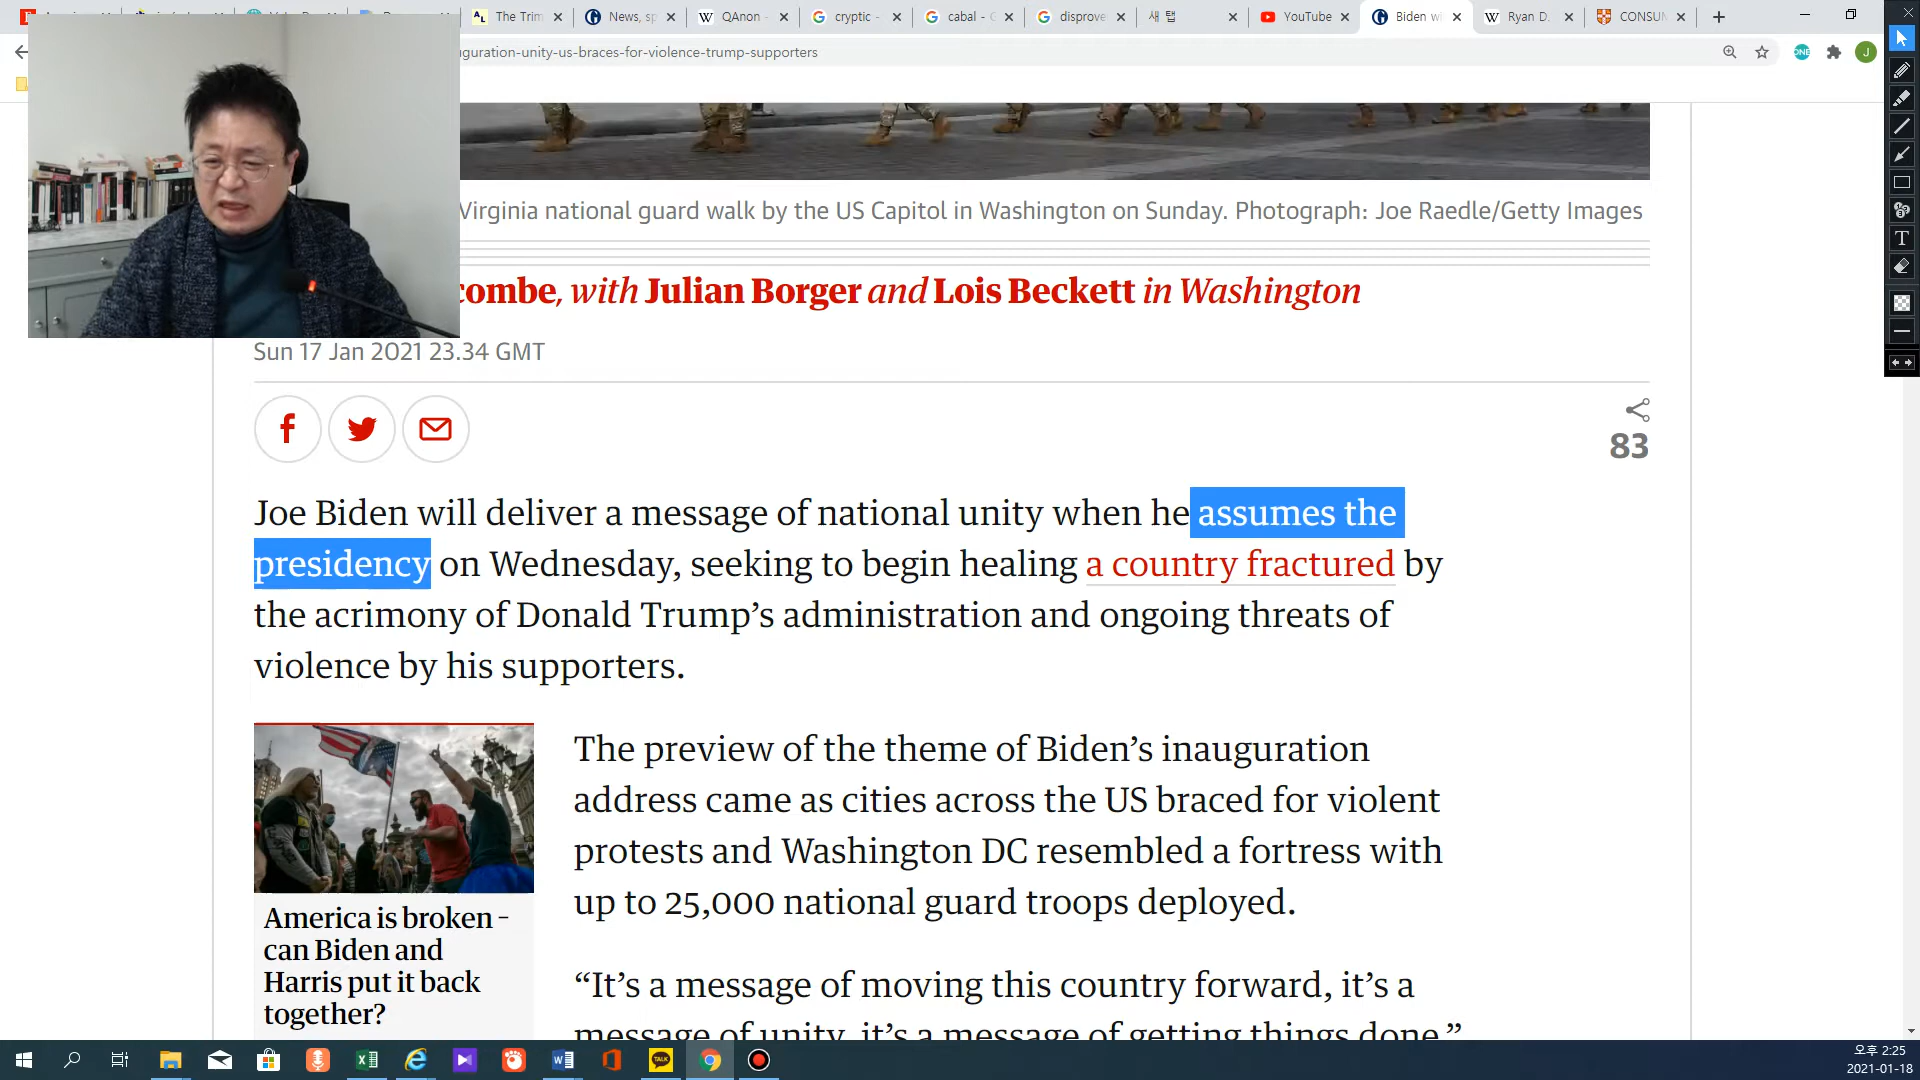 The Trim
News, sp
QAnon -
cryptic -
cabal - G
disprove
새 탭
YouTube
Biden wi
Ryan D.
CONSUM
guration-unity-us-braces-for-violence-trump-supporters
J
Virginia national guard walk by the US Capitol in Washington on Sunday. Photograph: Joe Raedle/Getty Images
combe, with Julian Borger and Lois Beckett in Washington
Sun 17 Jan 2021 23.34 GMT
83
Joe Biden will deliver a message of national unity when he assumes the
presidency on Wednesday, seeking to begin healing a country fractured by
the acrimony of Donald Trump’s administration and ongoing threats of
violence by his supporters.
The preview of the theme of Biden’s inauguration
address came as cities across the US braced for violent
protests and Washington DC resembled a fortress with
up to 25,000 national guard troops deployed.
“It’s a message of moving this country forward, it’s a
message of unity, it’s a message of getting things done.”
America is broken –
can Biden and
Harris put it back
together?
TALK
오후 2:25
2021-01-18